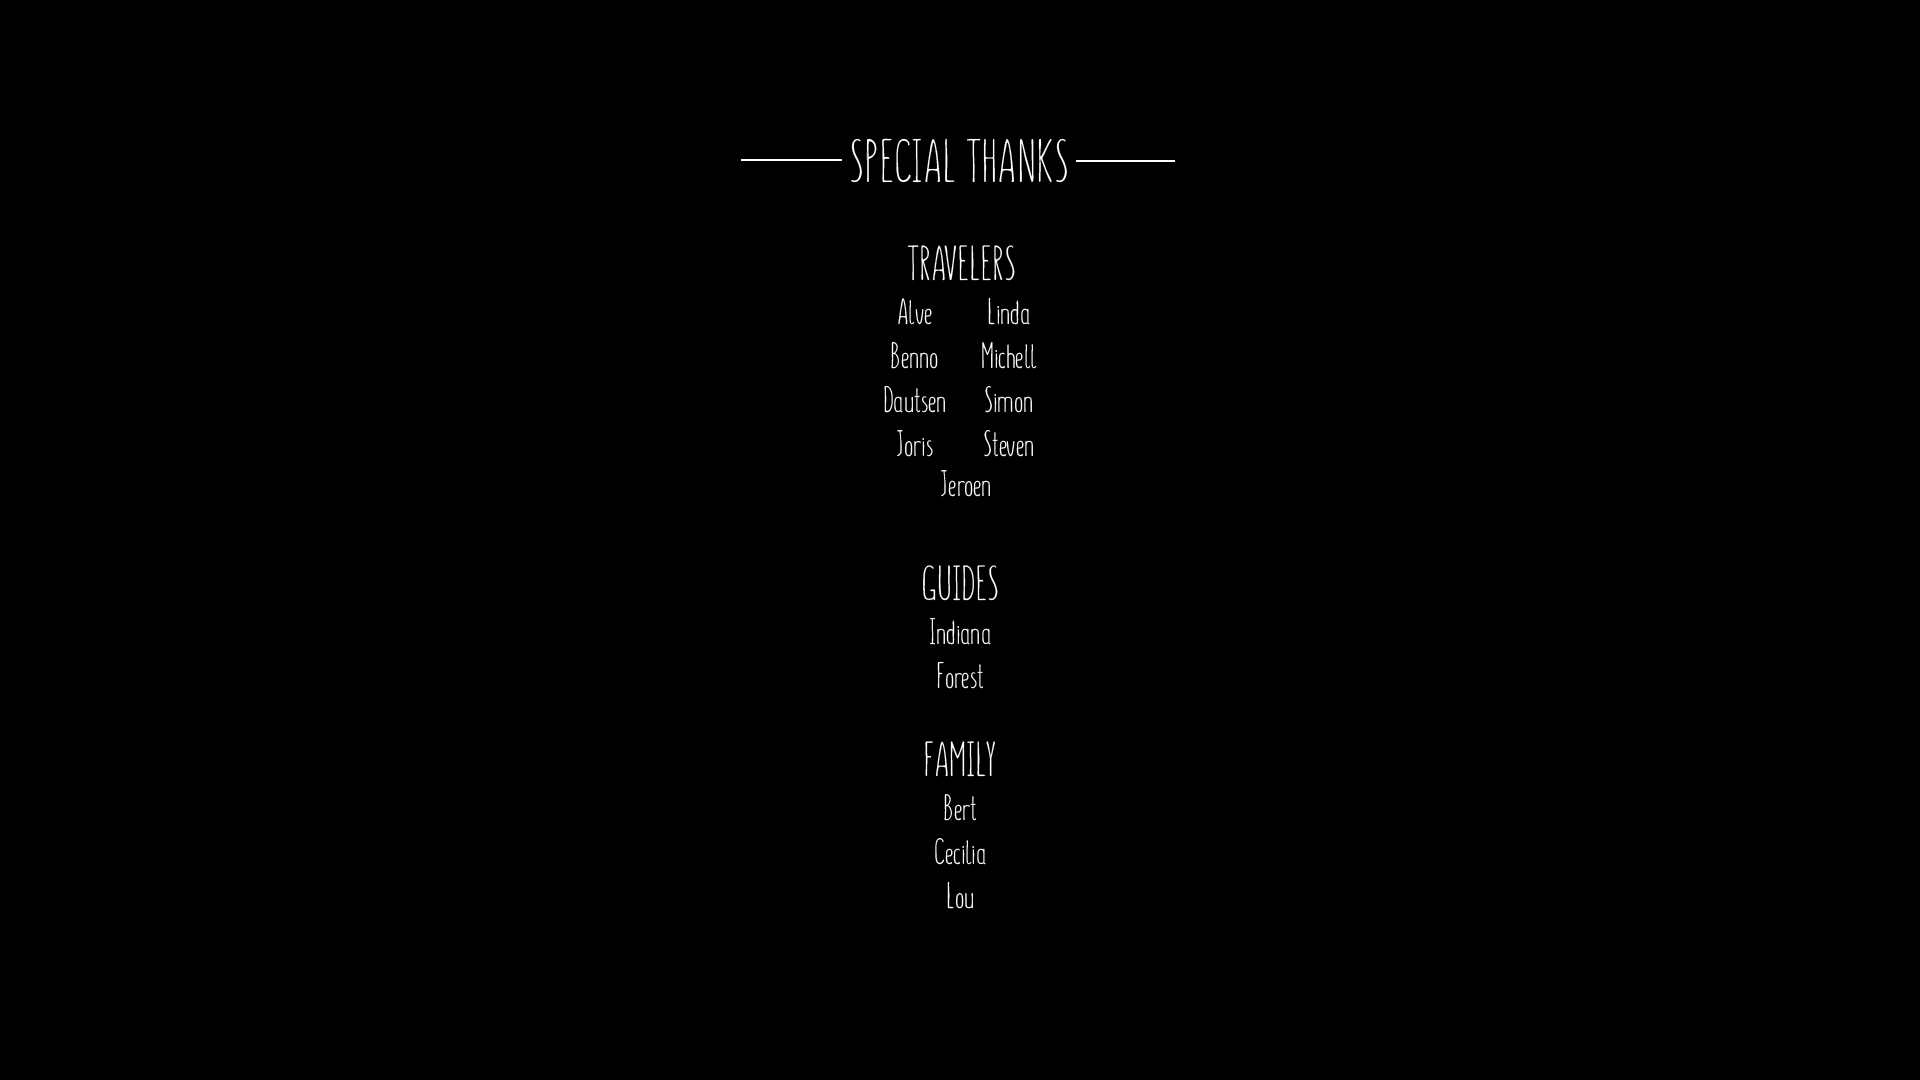 SPECIAL THANKS
TRAVELERS
Alve Linda
Benno Michell
Dautsen Simon
Joris Steven
Jeroen
GUIDES
Indiana
Forest
FAMILY
Bert
Cecilia
Lou